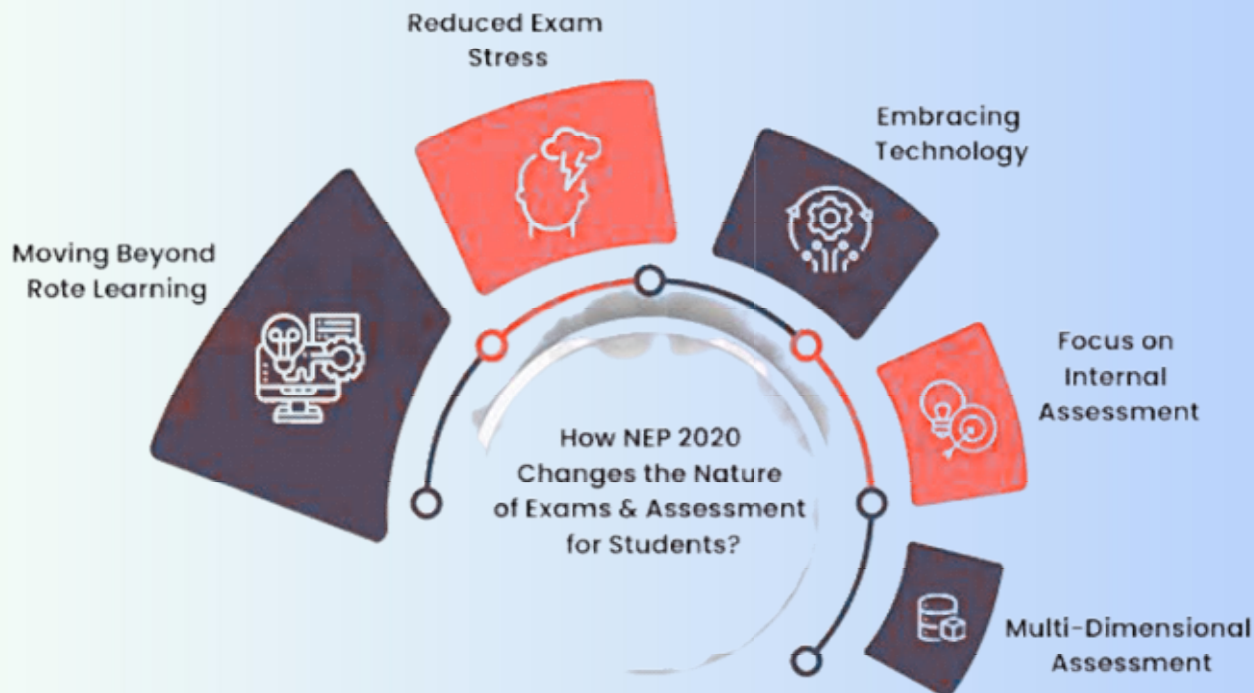 Reduced Exam
Stress
Embracing
Technology
Moving Beyond
Rote Learning
Focus on
Internal
Assessment
How NEP 2020
Changes the Nature
of Exams & Assessment
for Students?
Multi-Dimensional
Assessment